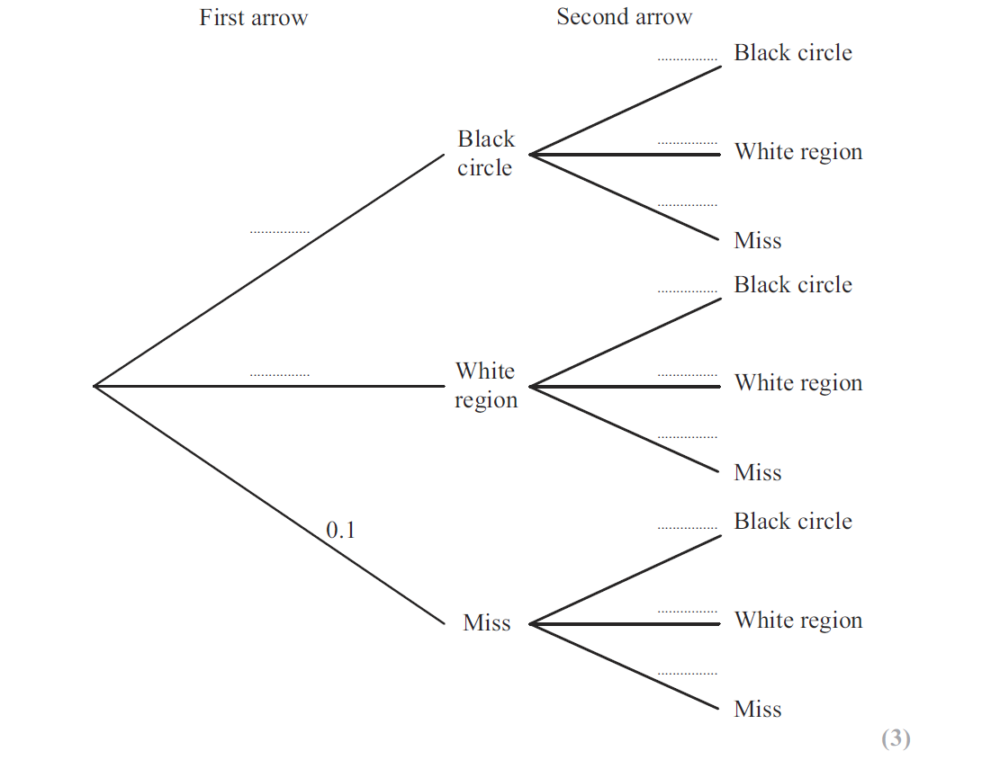 First arrow
Second arrow
................
Black circle
Black
circle
................
White region
................
Miss
................
................
Black circle
................
White
region
................
White region
................
Miss
0.1
................
Black circle
Miss
................
White region
................
Miss
(3)